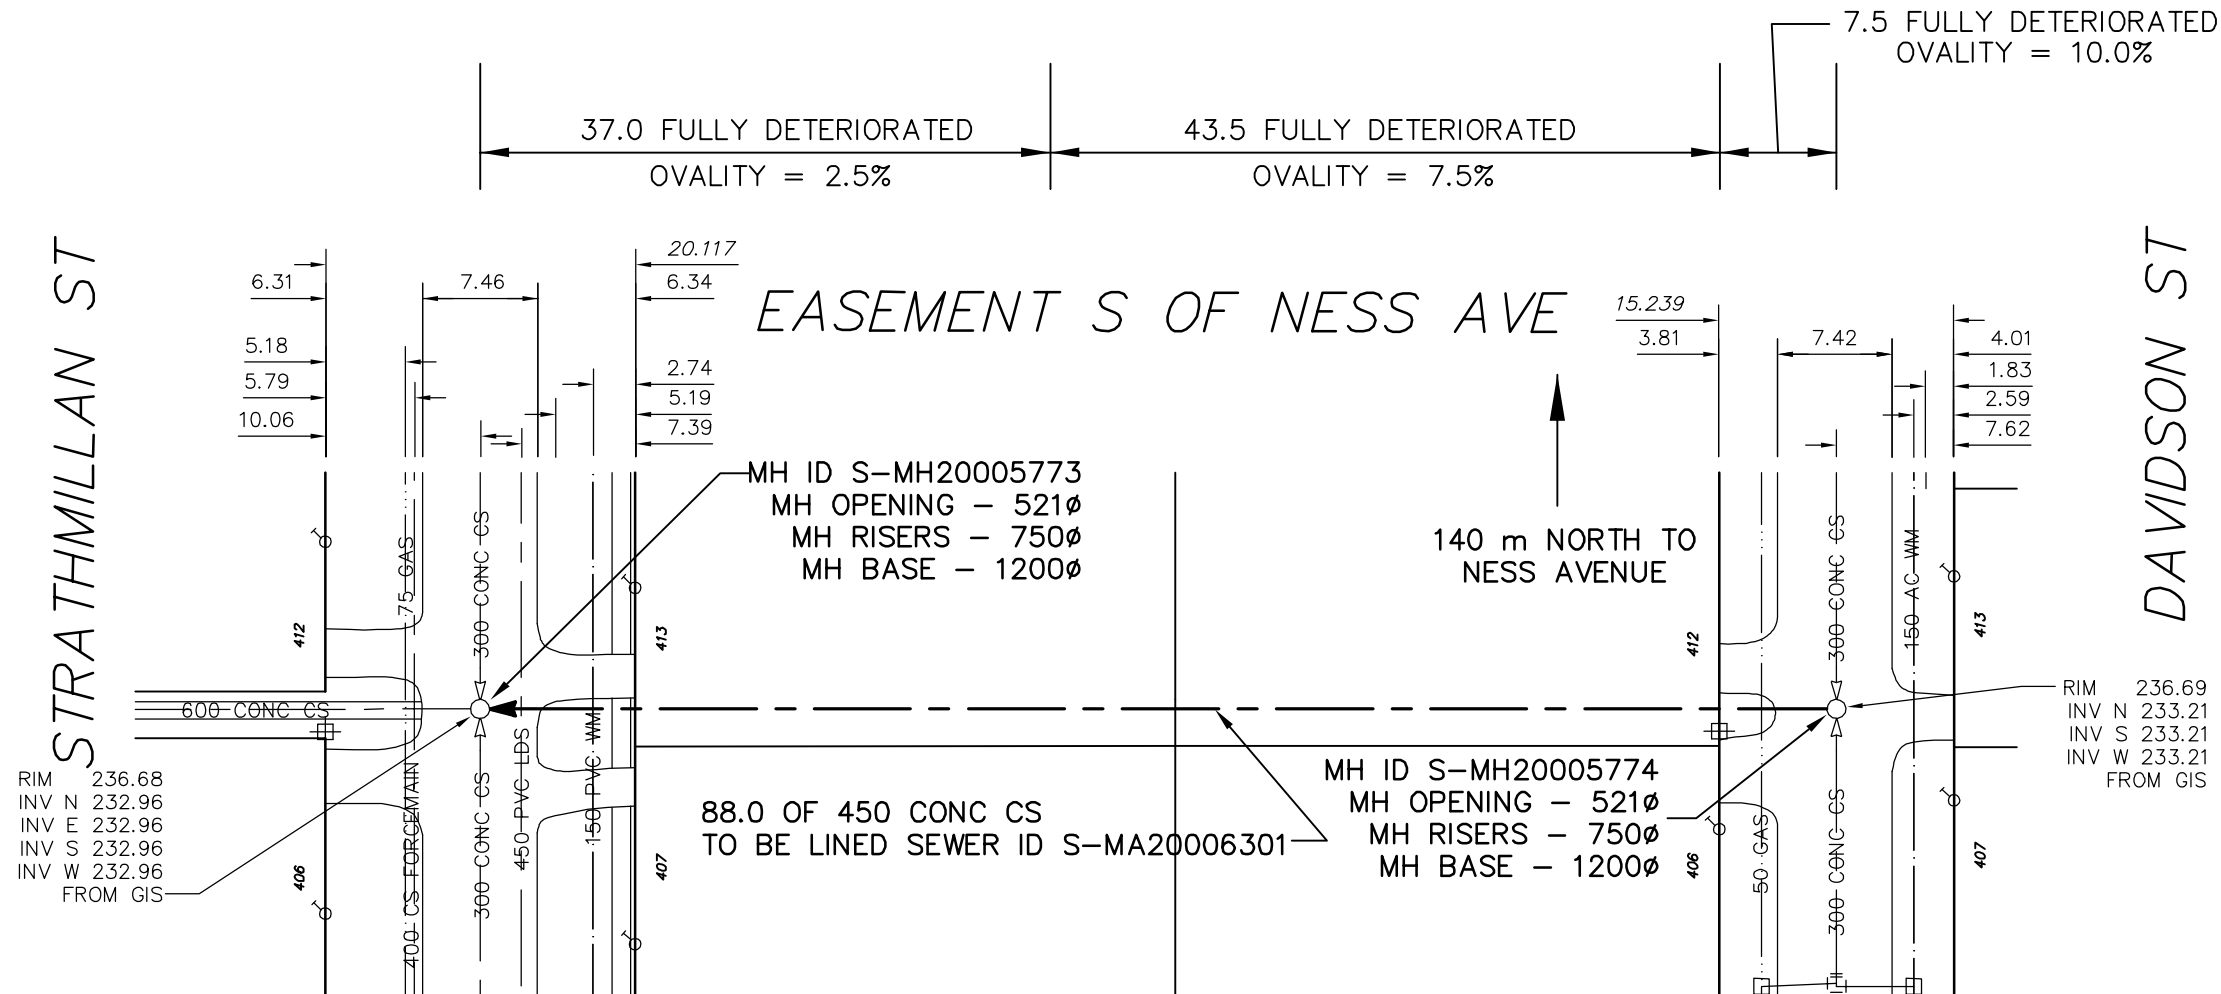 7.5 FULLY DETERIORATED
OVALITY = 10.0%
37.0 FULLY DETERIORATED
OVALITY = 2.5%
43.5 FULLY DETERIORATED
OVALITY = 7.5%
STRATHMILLAN ST
EASEMENT S OF NESS AVE
DAVIDSON ST
20.117
6.31
7.46
6.34
5.18
5.79
10.06
2.74
5.19
7.39
15.239
3.81
7.42
4.01
1.83
2.59
7.62
MH ID S-MH20005773
MH OPENING - 521ø
MH RISERS - 750ø
MH BASE - 1200ø
140 m NORTH TO
NESS AVENUE
75 GAS
300 CONC CS
412
413
600 CONC CS
400 CS FORCEMAIN
300 CONC CS
450 PVC LDS
150 PVC WM
406
407
RIM 236.68
INV N 232.96
INV E 232.96
INV S 232.96
INV W 232.96
FROM GIS
88.0 OF 450 CONC CS
TO BE LINED SEWER ID S-MA20006301
MH ID S-MH20005774
MH OPENING - 521ø
MH RISERS - 750ø
MH BASE - 1200ø
412
300 CONC CS
150 AC WM
413
RIM 236.69
INV N 233.21
INV S 233.21
INV W 233.21
FROM GIS
406
50 GAS
300 CONC CS
407